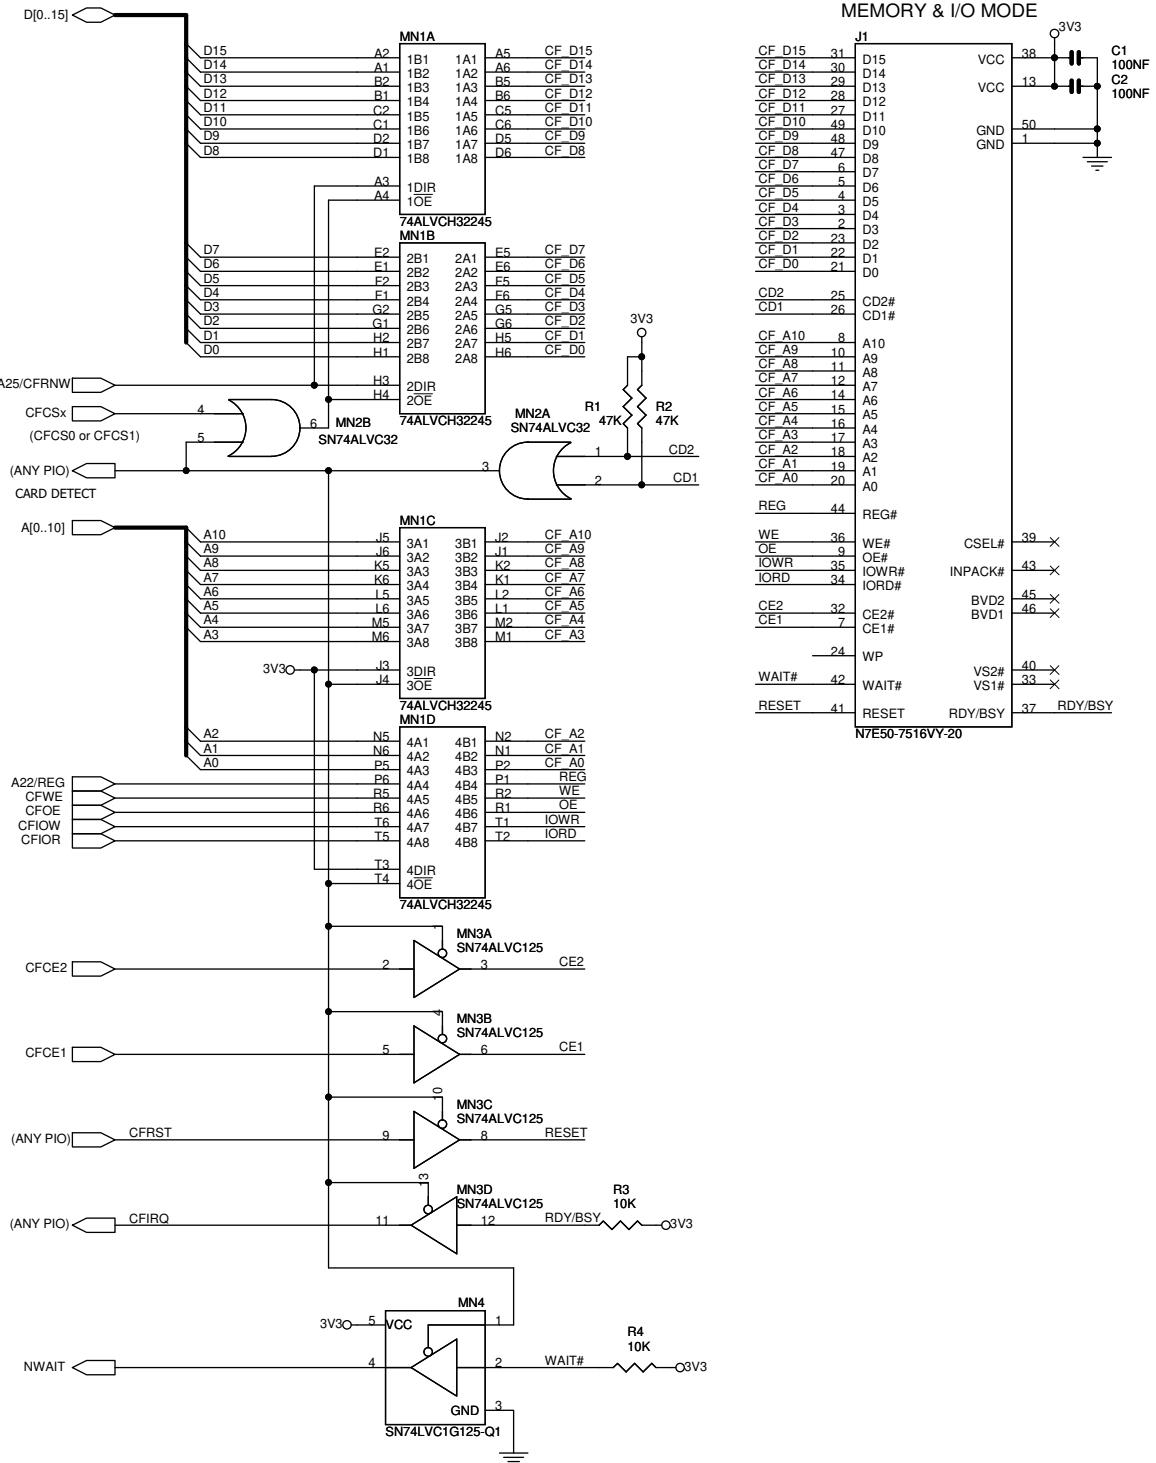 MEMORY & I/O MODE
D[0..15]
MN1A
D15 A2 1B1 1A1 A5 CF_D15
D14 A1 1B2 1A2 A6 CF_D14
D13 B2 1B3 1A3 B5 CF_D13
D12 B1 1B4 1A4 B6 CF_D12
D11 C2 1B5 1A5 C5 CF_D11
D10 C1 1B6 1A6 C6 CF_D10
D9 D2 1B7 1A7 D5 CF_D9
D8 D1 1B8 1A8 D6 CF_D8
A3 1DIR
A4 1OE
74ALVCH32245
MN1B
D7 E2 2B1 2A1 E5 CF_D7
D6 E1 2B2 2A2 E6 CF_D6
D5 F2 2B3 2A3 F5 CF_D5
D4 F1 2B4 2A4 F6 CF_D4
D3 G2 2B5 2A5 G5 CF_D3
D2 G1 2B6 2A6 G6 CF_D2
D1 H2 2B7 2A7 H5 CF_D1
D0 H1 2B8 2A8 H6 CF_D0
A25/CFRNW H3 2DIR
H4 2OE
74ALVCH32245
CFCSx 4
(CFCS0 or CFCS1)
5 6
MN2B
SN74ALVC32
3V3
R1 47K
R2 47K
MN2A
SN74ALVC32
1 CD2
2 CD1
3
(ANY PIO)
CARD DETECT
A[0..10]
MN1C
A10 J5 3A1 3B1 J2 CF_A10
A9 J6 3A2 3B2 J1 CF_A9
A8 K5 3A3 3B3 K2 CF_A8
A7 K6 3A4 3B4 K1 CF_A7
A6 L5 3A5 3B5 L2 CF_A6
A5 L6 3A6 3B6 L1 CF_A5
A4 M5 3A7 3B7 M2 CF_A4
A3 M6 3A8 3B8 M1 CF_A3
3V3 J3 3DIR
J4 3OE
74ALVCH32245
MN1D
A2 N5 4A1 4B1 N2 CF_A2
A1 N6 4A2 4B2 N1 CF_A1
A0 P5 4A3 4B3 P2 CF_A0
A22/REG P6 4A4 4B4 P1 REG
CFWE R5 4A5 4B5 R2 WE
CFOE R6 4A6 4B6 R1 OE
CFIOW T6 4A7 4B7 T1 IOWR
CFIOR T5 4A8 4B8 T2 IORD
T3 4DIR
T4 4OE
74ALVCH32245
1
MN3A
SN74ALVC125
CFCE2 2 3 CE2
4
MN3B
SN74ALVC125
CFCE1 5 6 CE1
10
MN3C
SN74ALVC125
(ANY PIO) CFRST 9 8 RESET
13
MN3D
SN74ALVC125
(ANY PIO) CFIRQ 11 12 RDY/BSY
R3
10K
3V3
MN4
3V3 5 VCC 1
NWAIT 4 2 WAIT#
R4
10K
3V3
GND 3
SN74LVC1G125-Q1
J1
CF_D15 31 D15
CF_D14 30 D14
CF_D13 29 D13
CF_D12 28 D12
CF_D11 27 D11
CF_D10 49 D10
CF_D9 48 D9
CF_D8 47 D8
CF_D7 6 D7
CF_D6 5 D6
CF_D5 4 D5
CF_D4 3 D4
CF_D3 2 D3
CF_D2 23 D2
CF_D1 22 D1
CF_D0 21 D0
CD2 25 CD2#
CD1 26 CD1#
CF_A10 8 A10
CF_A9 10 A9
CF_A8 11 A8
CF_A7 12 A7
CF_A6 14 A6
CF_A5 15 A5
CF_A4 16 A4
CF_A3 17 A3
CF_A2 18 A2
CF_A1 19 A1
CF_A0 20 A0
REG 44 REG#
WE 36 WE#
OE 9 OE#
IOWR 35 IOWR#
IORD 34 IORD#
CE2 32 CE2#
CE1 7 CE1#
24 WP
WAIT# 42 WAIT#
RESET 41 RESET
3V3
VCC 38
C1
100NF
VCC 13
C2
100NF
GND 50
GND 1
CSEL# 39
INPACK# 43
BVD2 45
BVD1 46
VS2# 40
VS1# 33
RDY/BSY 37 RDY/BSY
N7E50-7516VY-20